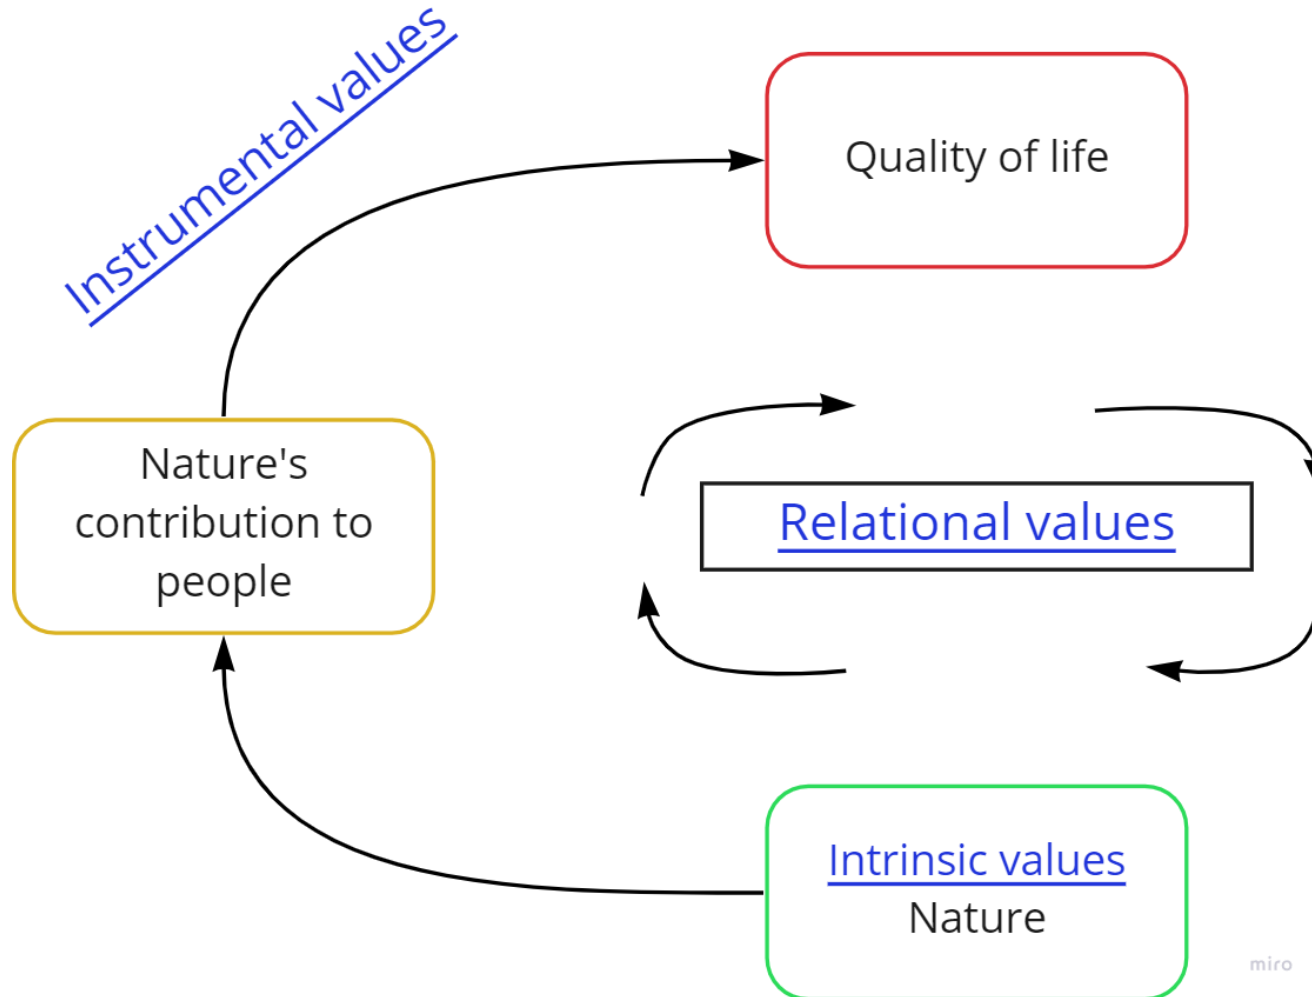 Instrumental values
Quality of life
Nature's
contribution to
people
Relational values
Intrinsic values
Nature
miro